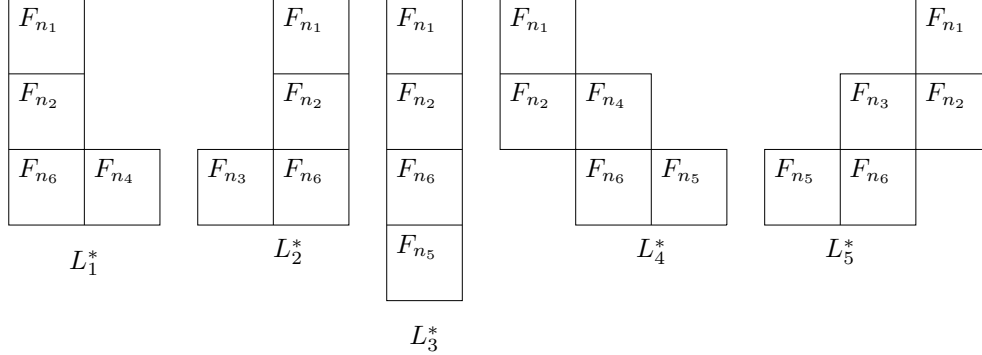 F_{n_1} F_{n_1} F_{n_1} F_{n_1} F_{n_1}
F_{n_2} F_{n_2} F_{n_2} F_{n_2} F_{n_4} F_{n_3} F_{n_2}
F_{n_6} F_{n_4} F_{n_3} F_{n_6} F_{n_6} F_{n_6} F_{n_5} F_{n_5} F_{n_6}
F_{n_5}
L_1^* L_2^* L_4^* L_5^*
L_3^*